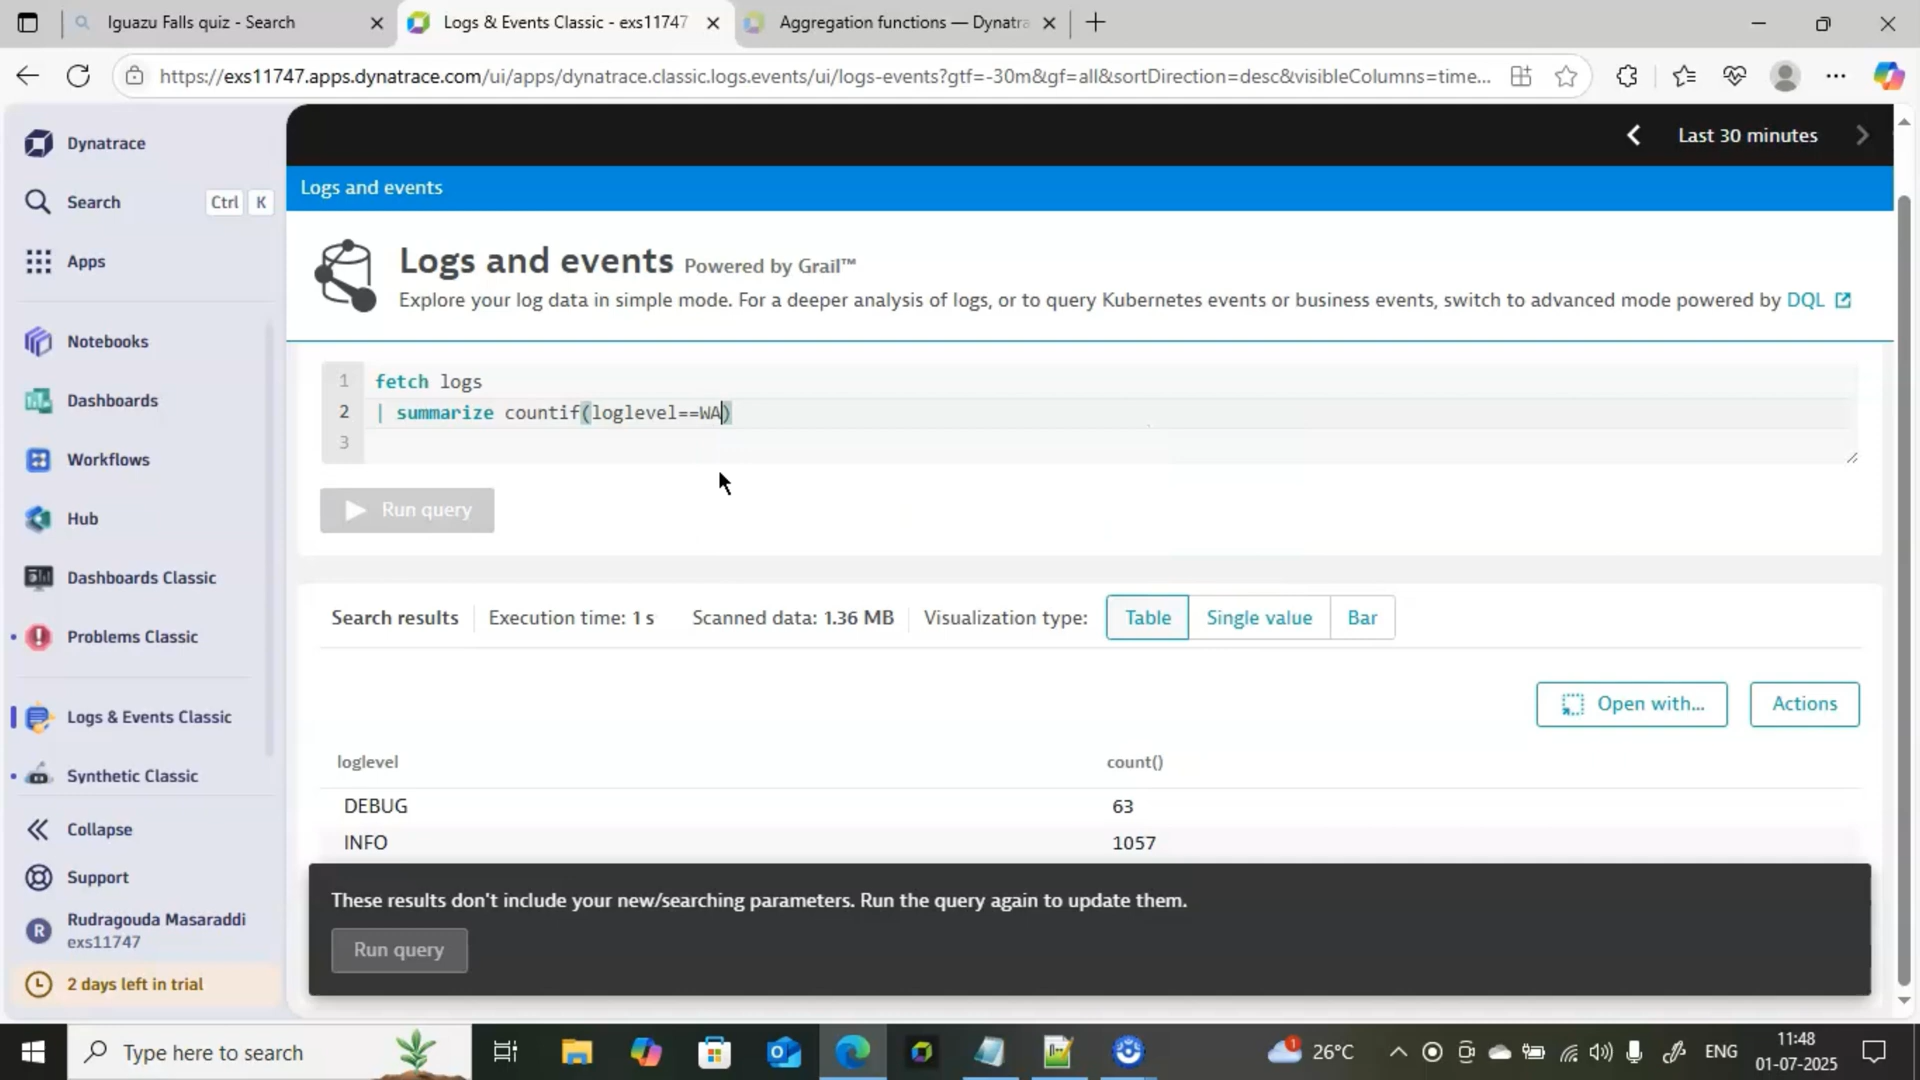 Iguazu Falls quiz - Search
Logs & Events Classic - exs11747
Aggregation functions — Dynatra
https://exs11747.apps.dynatrace.com/ui/apps/dynatrace.classic.logs.events/ui/logs-events?gtf=-30m&gf=all&sortDirection=desc&visibleColumns=time...
Dynatrace
Search Ctrl K
Apps
Notebooks
Dashboards
Workflows
Hub
Dashboards Classic
Problems Classic
Logs & Events Classic
Synthetic Classic
Collapse
Support
R Rudragouda Masaraddi
exs11747
2 days left in trial
Last 30 minutes
Logs and events
Logs and events Powered by Grail™
Explore your log data in simple mode. For a deeper analysis of logs, or to query Kubernetes events or business events, switch to advanced mode powered by DQL
1 fetch logs
2 | summarize countif(loglevel==WA)
3
Run query
Search results Execution time: 1 s Scanned data: 1.36 MB Visualization type: Table Single value Bar
Open with... Actions
loglevel count()
DEBUG 63
INFO 1057
These results don't include your new/searching parameters. Run the query again to update them.
Run query
Type here to search
1 26°C ENG 11:48
01-07-2025